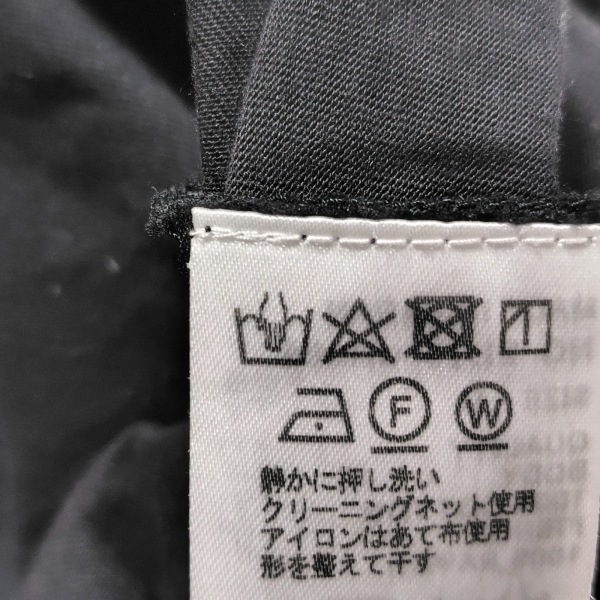 F W
静かに押し洗い
クリーニングネット使用
アイロンはあて布使用
形を整えて干す